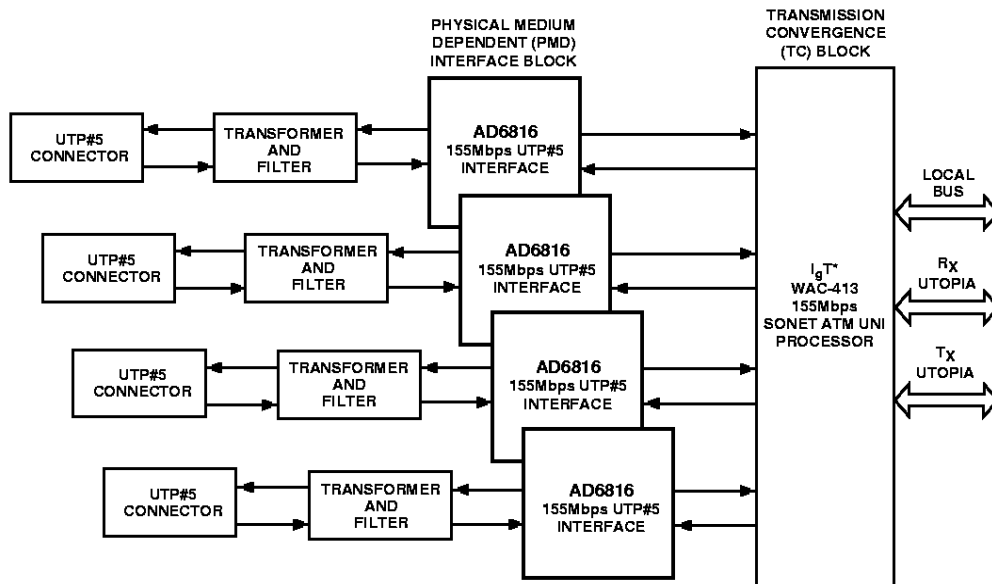 PHYSICAL MEDIUM
DEPENDENT (PMD)
INTERFACE BLOCK
TRANSMISSION
CONVERGENCE
(TC) BLOCK
UTP#5
CONNECTOR
TRANSFORMER
AND
FILTER
AD6816
155Mbps UTP#5
INTERFACE
UTP#5
CONNECTOR
TRANSFORMER
AND
FILTER
AD6816
155Mbps UTP#5
INTERFACE
UTP#5
CONNECTOR
TRANSFORMER
AND
FILTER
AD6816
155Mbps UTP#5
INTERFACE
UTP#5
CONNECTOR
TRANSFORMER
AND
FILTER
AD6816
155Mbps UTP#5
INTERFACE
IgT*
WAC-413
155Mbps
SONET ATM UNI
PROCESSOR
LOCAL
BUS
RX
UTOPIA
TX
UTOPIA